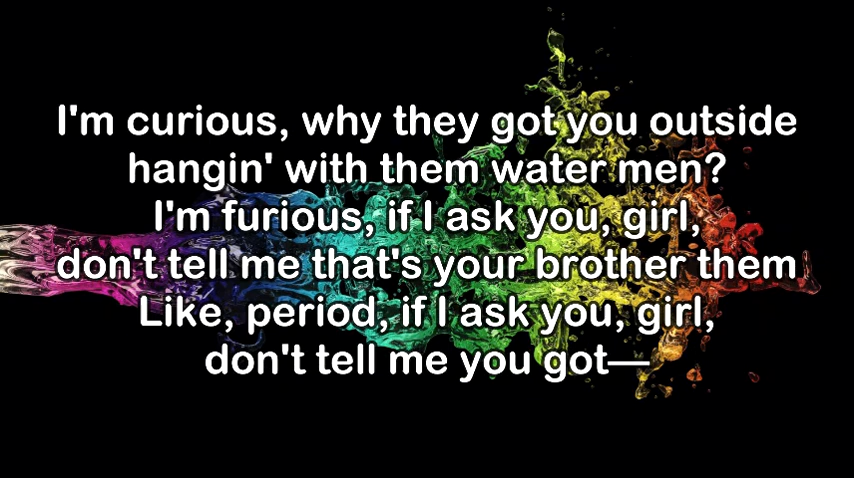 I'm curious, why they got you outside
hangin' with them water men?
I'm furious, if I ask you, girl,
don't tell me that's your brother them
Like, period, if I ask you, girl,
don't tell me you got—